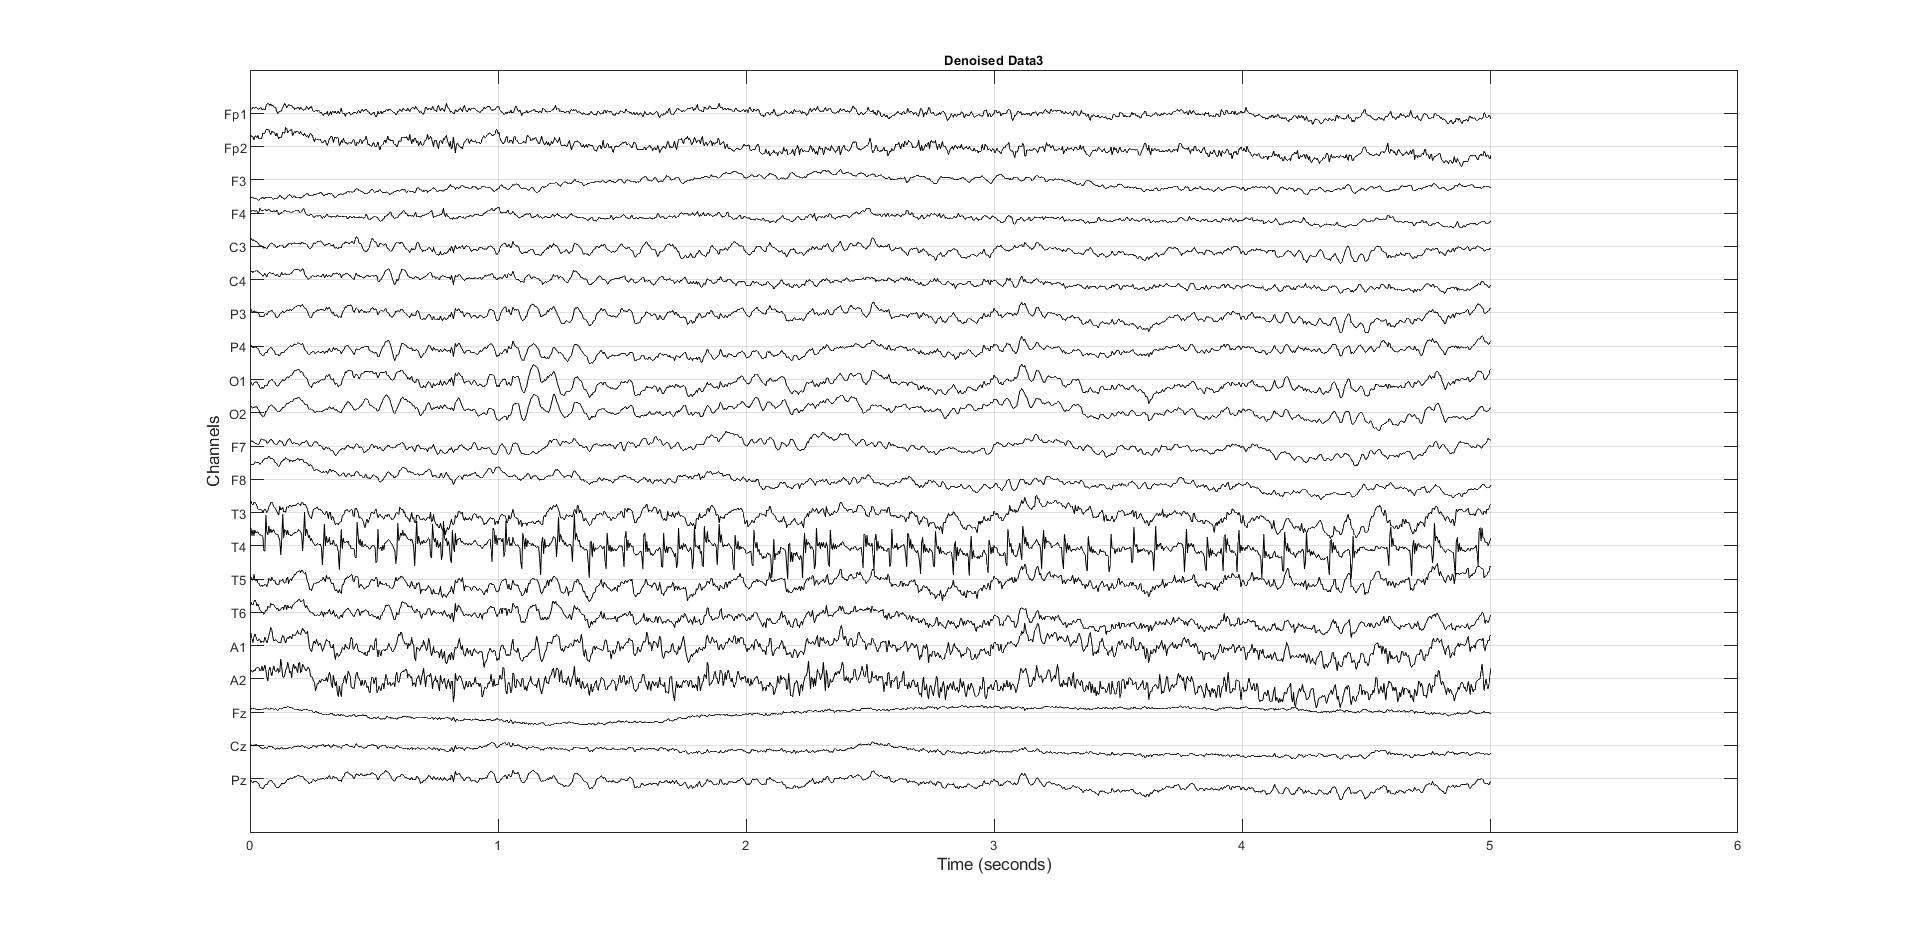 Denoised Data3
Fp1
Fp2
F3
F4
C3
C4
P3
P4
O1
O2
F7
F8
T3
T4
T5
T6
A1
A2
Fz
Cz
Pz
Channels
0 1 2 3 4 5 6
Time (seconds)